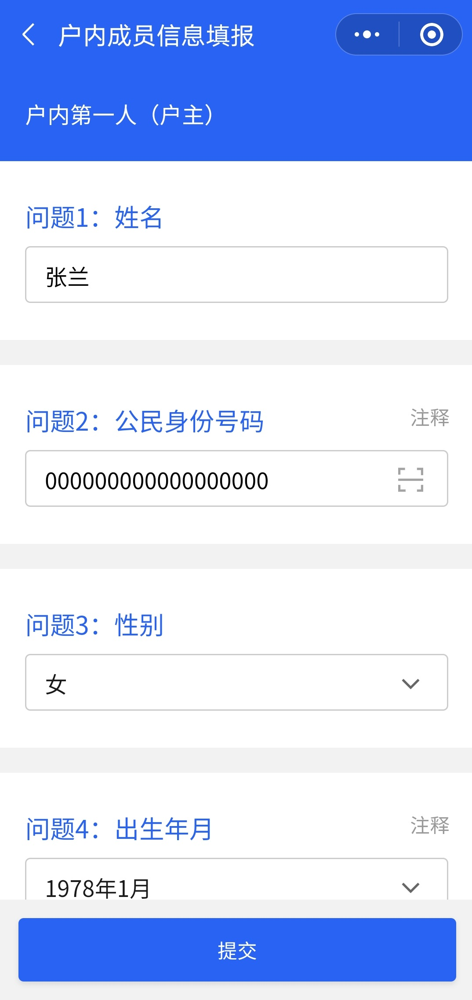 户内成员信息填报
户内第一人（户主）
问题1：姓名
张兰
问题2：公民身份号码
注释
000000000000000000
问题3：性别
女
问题4：出生年月
注释
1978年1月
提交